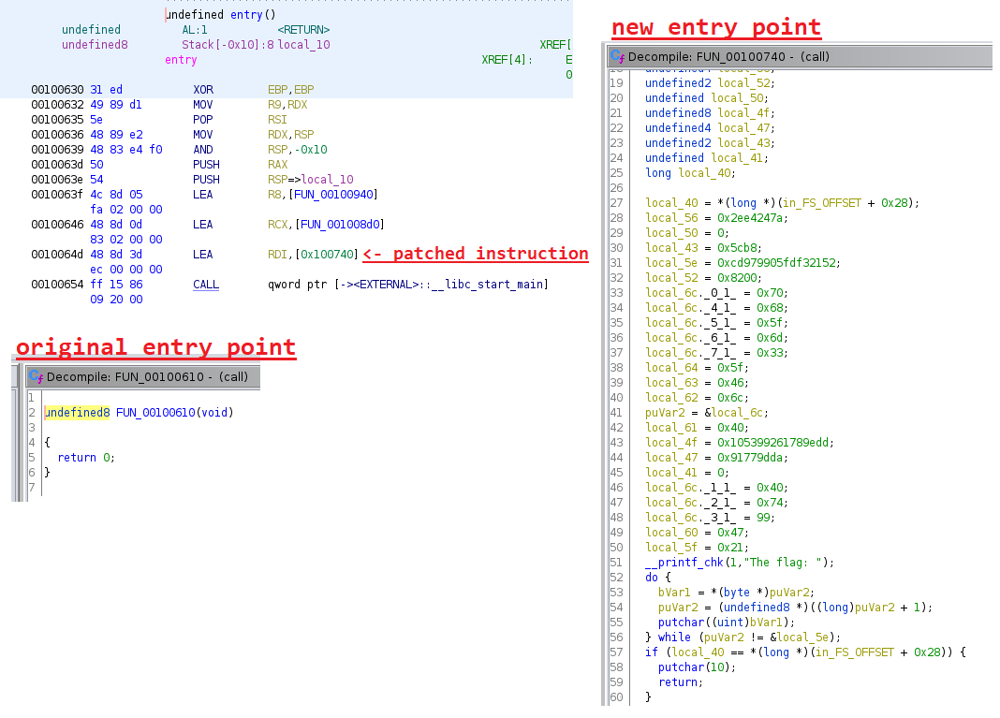 undefined entry()
undefined AL:1 <RETURN>
undefined8 Stack[-0x10]:8 local_10 XREF[
entry XREF[4]: E
0
00100630 31 ed XOR EBP,EBP
00100632 49 89 d1 MOV R9,RDX
00100635 5e POP RSI
00100636 48 89 e2 MOV RDX,RSP
00100639 48 83 e4 f0 AND RSP,-0x10
0010063d 50 PUSH RAX
0010063e 54 PUSH RSP=>local_10
0010063f 4c 8d 05 LEA R8,[FUN_00100940]
fa 02 00 00
00100646 48 8d 0d LEA RCX,[FUN_001008d0]
83 02 00 00
0010064d 48 8d 3d LEA RDI,[0x100740] <- patched instruction
ec 00 00 00
00100654 ff 15 86 CALL qword ptr [-><EXTERNAL>::__libc_start_main]
09 20 00
original entry point
Decompile: FUN_00100610 - (call)
1
2 undefined8 FUN_00100610(void)
3
4 {
5 return 0;
6 }
7
new entry point
Decompile: FUN_00100740 - (call)
19 undefined2 local_52;
20 undefined local_50;
21 undefined8 local_4f;
22 undefined4 local_47;
23 undefined2 local_43;
24 undefined local_41;
25 long local_40;
26
27 local_40 = *(long *)(in_FS_OFFSET + 0x28);
28 local_56 = 0x2ee4247a;
29 local_50 = 0;
30 local_43 = 0x5cb8;
31 local_5e = 0xcd979905fdf32152;
32 local_52 = 0x8200;
33 local_6c._0_1_ = 0x70;
34 local_6c._4_1_ = 0x68;
35 local_6c._5_1_ = 0x5f;
36 local_6c._6_1_ = 0x6d;
37 local_6c._7_1_ = 0x33;
38 local_64 = 0x5f;
39 local_63 = 0x46;
40 local_62 = 0x6c;
41 puVar2 = &local_6c;
42 local_61 = 0x40;
43 local_4f = 0x105399261789edd;
44 local_47 = 0x91779dda;
45 local_41 = 0;
46 local_6c._1_1_ = 0x40;
47 local_6c._2_1_ = 0x74;
48 local_6c._3_1_ = 99;
49 local_60 = 0x47;
50 local_5f = 0x21;
51 __printf_chk(1,"The flag: ");
52 do {
53 bVar1 = *(byte *)puVar2;
54 puVar2 = (undefined8 *)((long)puVar2 + 1);
55 putchar((uint)bVar1);
56 } while (puVar2 != &local_5e);
57 if (local_40 == *(long *)(in_FS_OFFSET + 0x28)) {
58 putchar(10);
59 return;
60 }